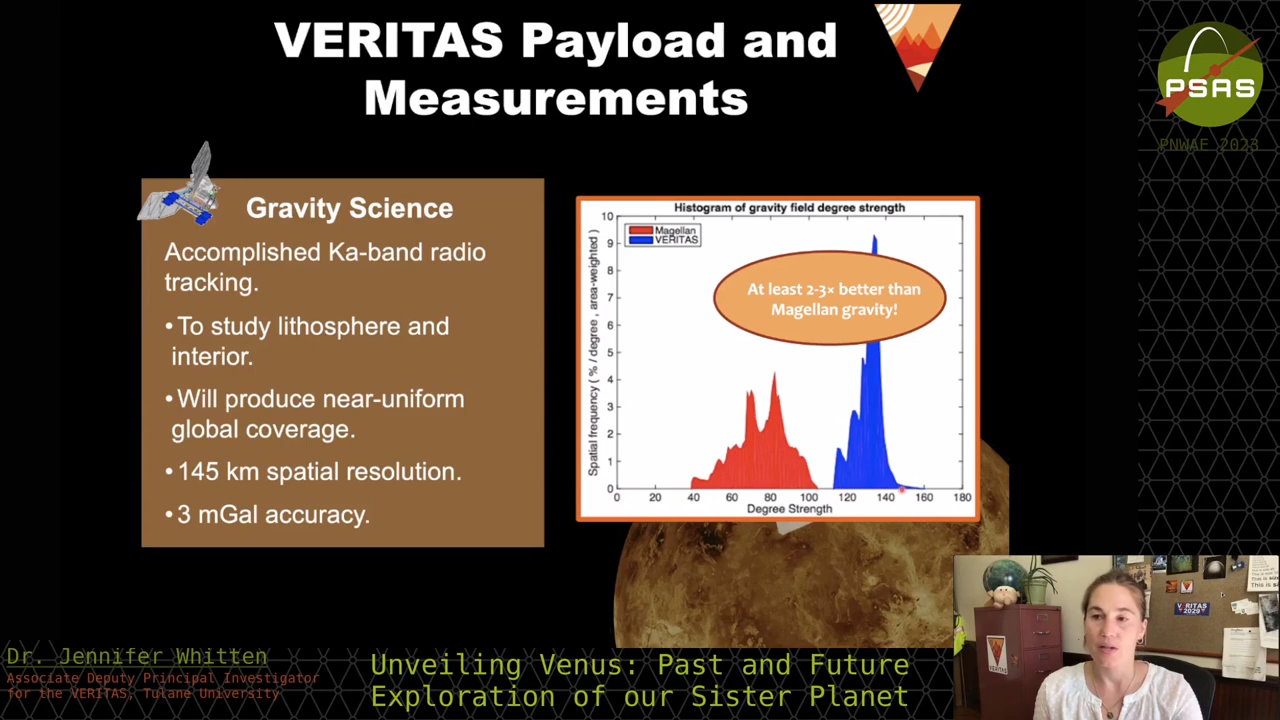 VERITAS Payload and
Measurements
PSAS
PNWAE 2023
Gravity Science
Accomplished Ka-band radio
tracking.
• To study lithosphere and
interior.
• Will produce near-uniform
global coverage.
• 145 km spatial resolution.
• 3 mGal accuracy.
Histogram of gravity field degree strength
Magellan
VERITAS
At least 2-3× better than
Magellan gravity!
Spatial frequency ( % / degree , area-weighted )
10
9
8
7
6
5
4
3
2
1
0
0 20 40 60 80 100 120 140 160 180
Degree Strength
VERITAS
2029
Dr. Jennifer Whitten
Associate Deputy Principal Investigator
for the VERITAS, Tulane University
Unveiling Venus: Past and Future
Exploration of our Sister Planet